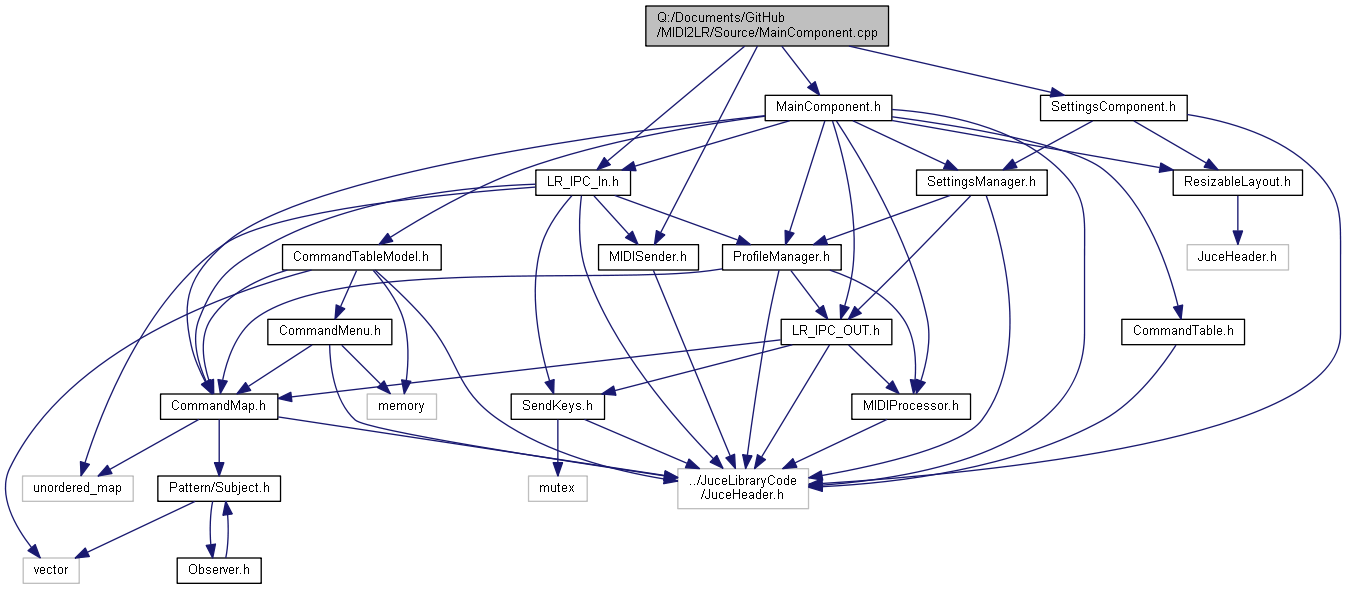 Q:/Documents/GitHub
/MIDI2LR/Source/MainComponent.cpp
MainComponent.h
SettingsComponent.h
LR_IPC_In.h
SettingsManager.h
ResizableLayout.h
CommandTableModel.h
MIDISender.h
ProfileManager.h
JuceHeader.h
CommandMenu.h
LR_IPC_OUT.h
CommandTable.h
CommandMap.h
memory
SendKeys.h
MIDIProcessor.h
unordered_map
Pattern/Subject.h
mutex
../JuceLibraryCode
/JuceHeader.h
vector
Observer.h